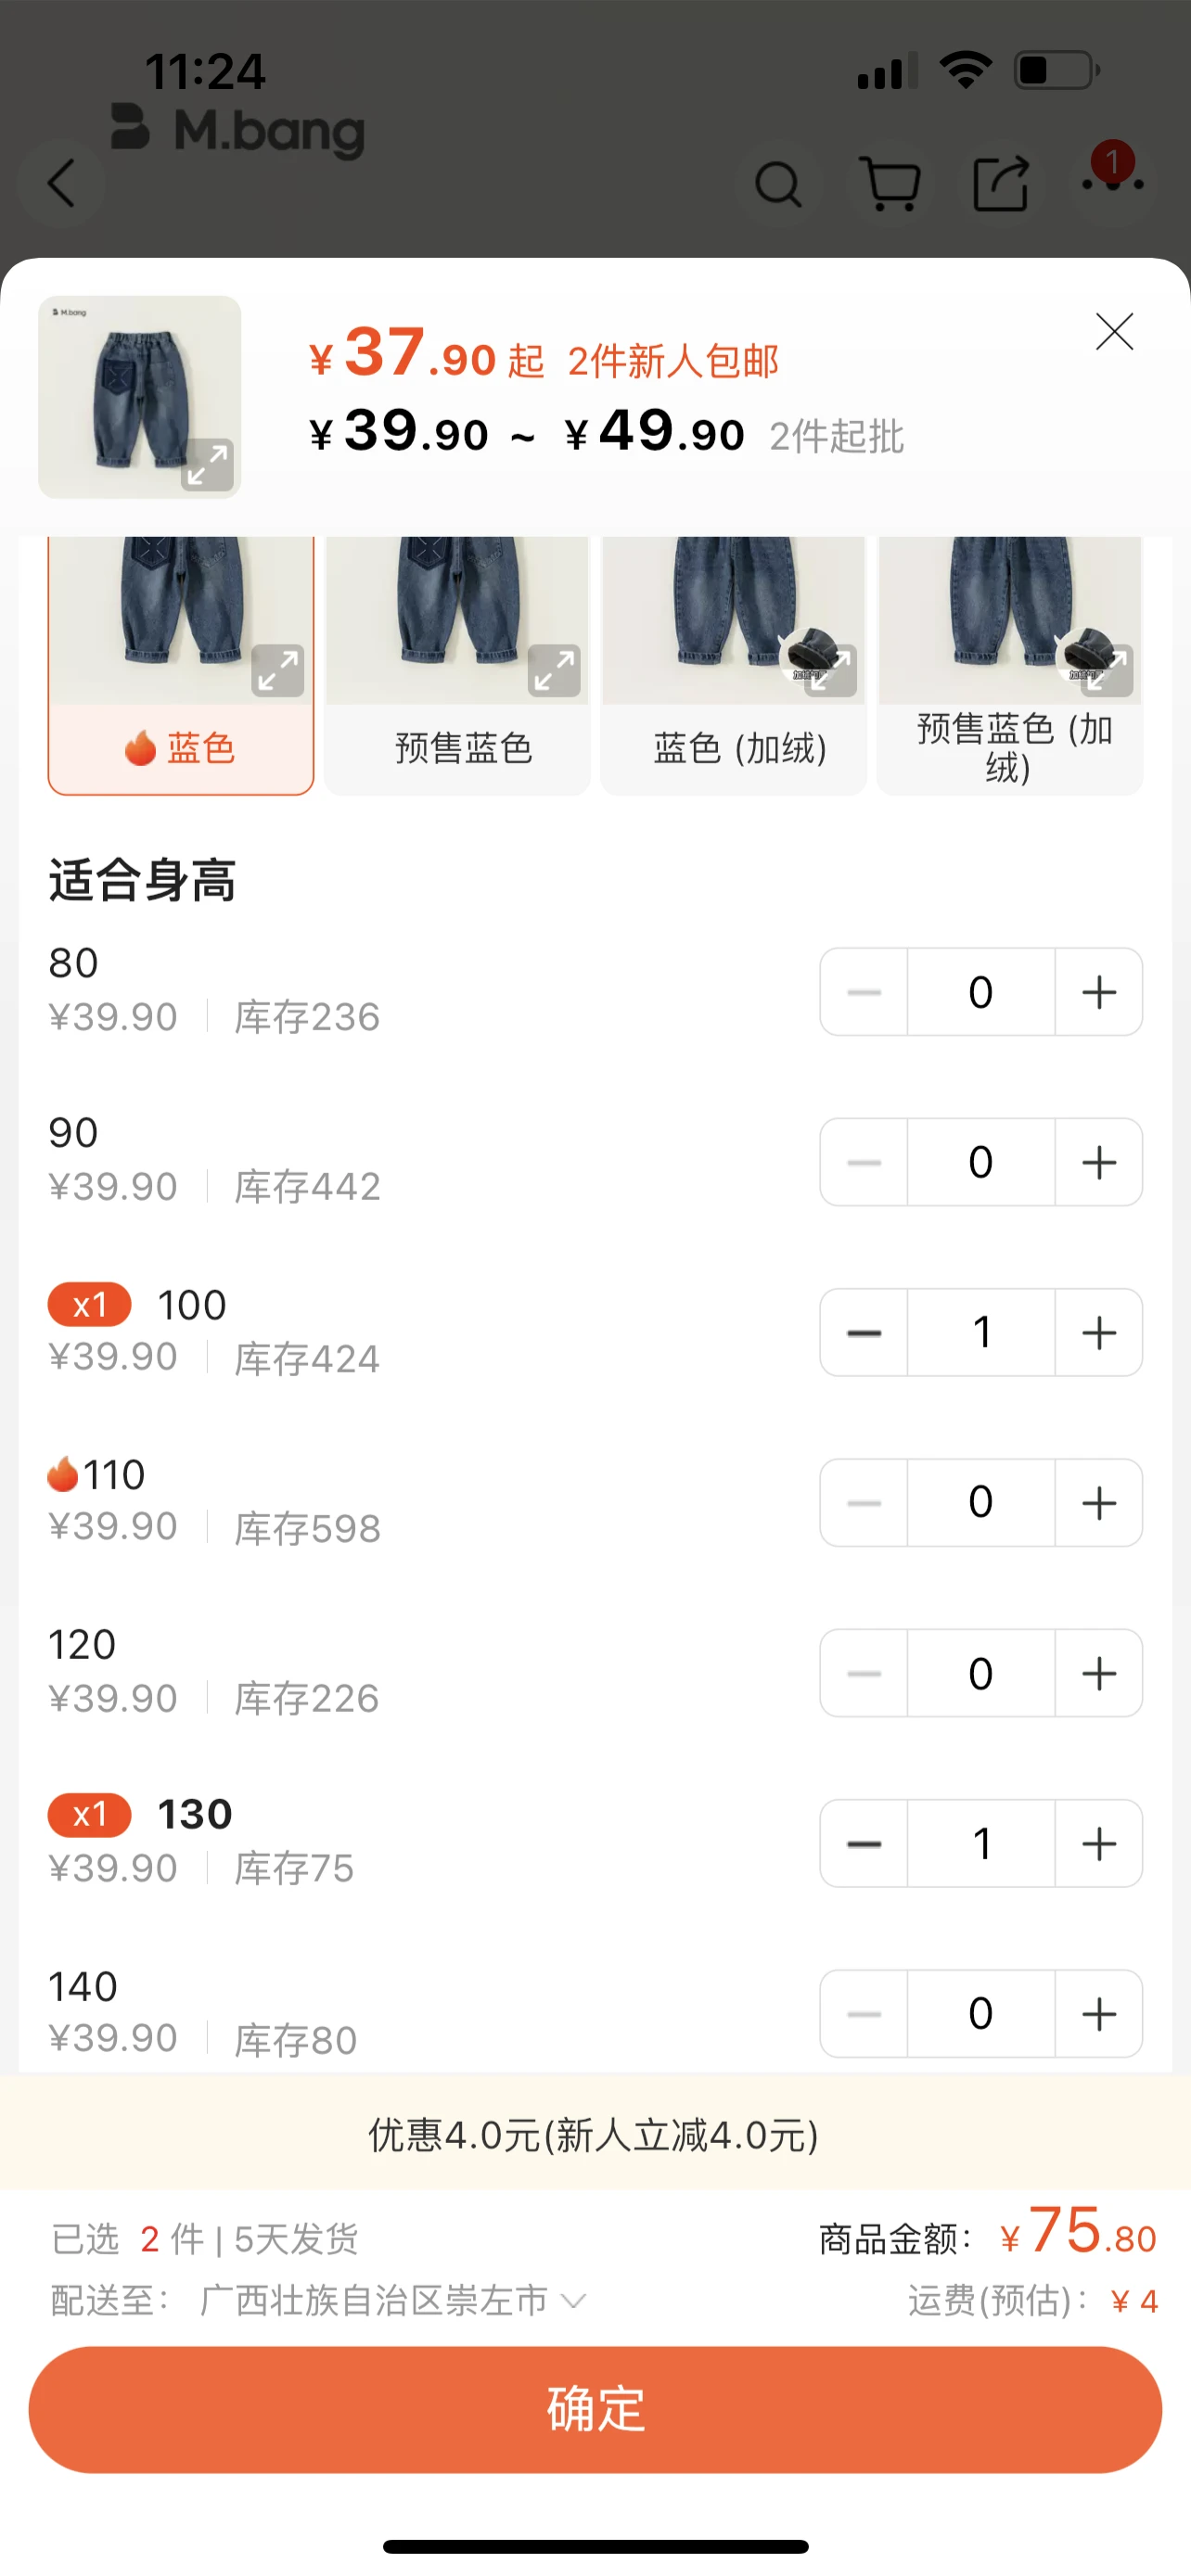 11:24
M.bang
1
M.bang
¥37.90起 2件新人包邮
¥39.90 ~ ¥49.90 2件起批
蓝色
预售蓝色
蓝色 (加绒)
预售蓝色 (加
绒)
适合身高
80
¥39.90 库存236
0
90
¥39.90 库存442
0
x1 100
¥39.90 库存424
1
110
¥39.90 库存598
0
120
¥39.90 库存226
0
x1 130
¥39.90 库存75
1
140
¥39.90 库存80
0
优惠4.0元(新人立减4.0元)
已选 2 件 | 5天发货
商品金额: ¥75.80
配送至: 广西壮族自治区崇左市
运费(预估): ¥4
确定